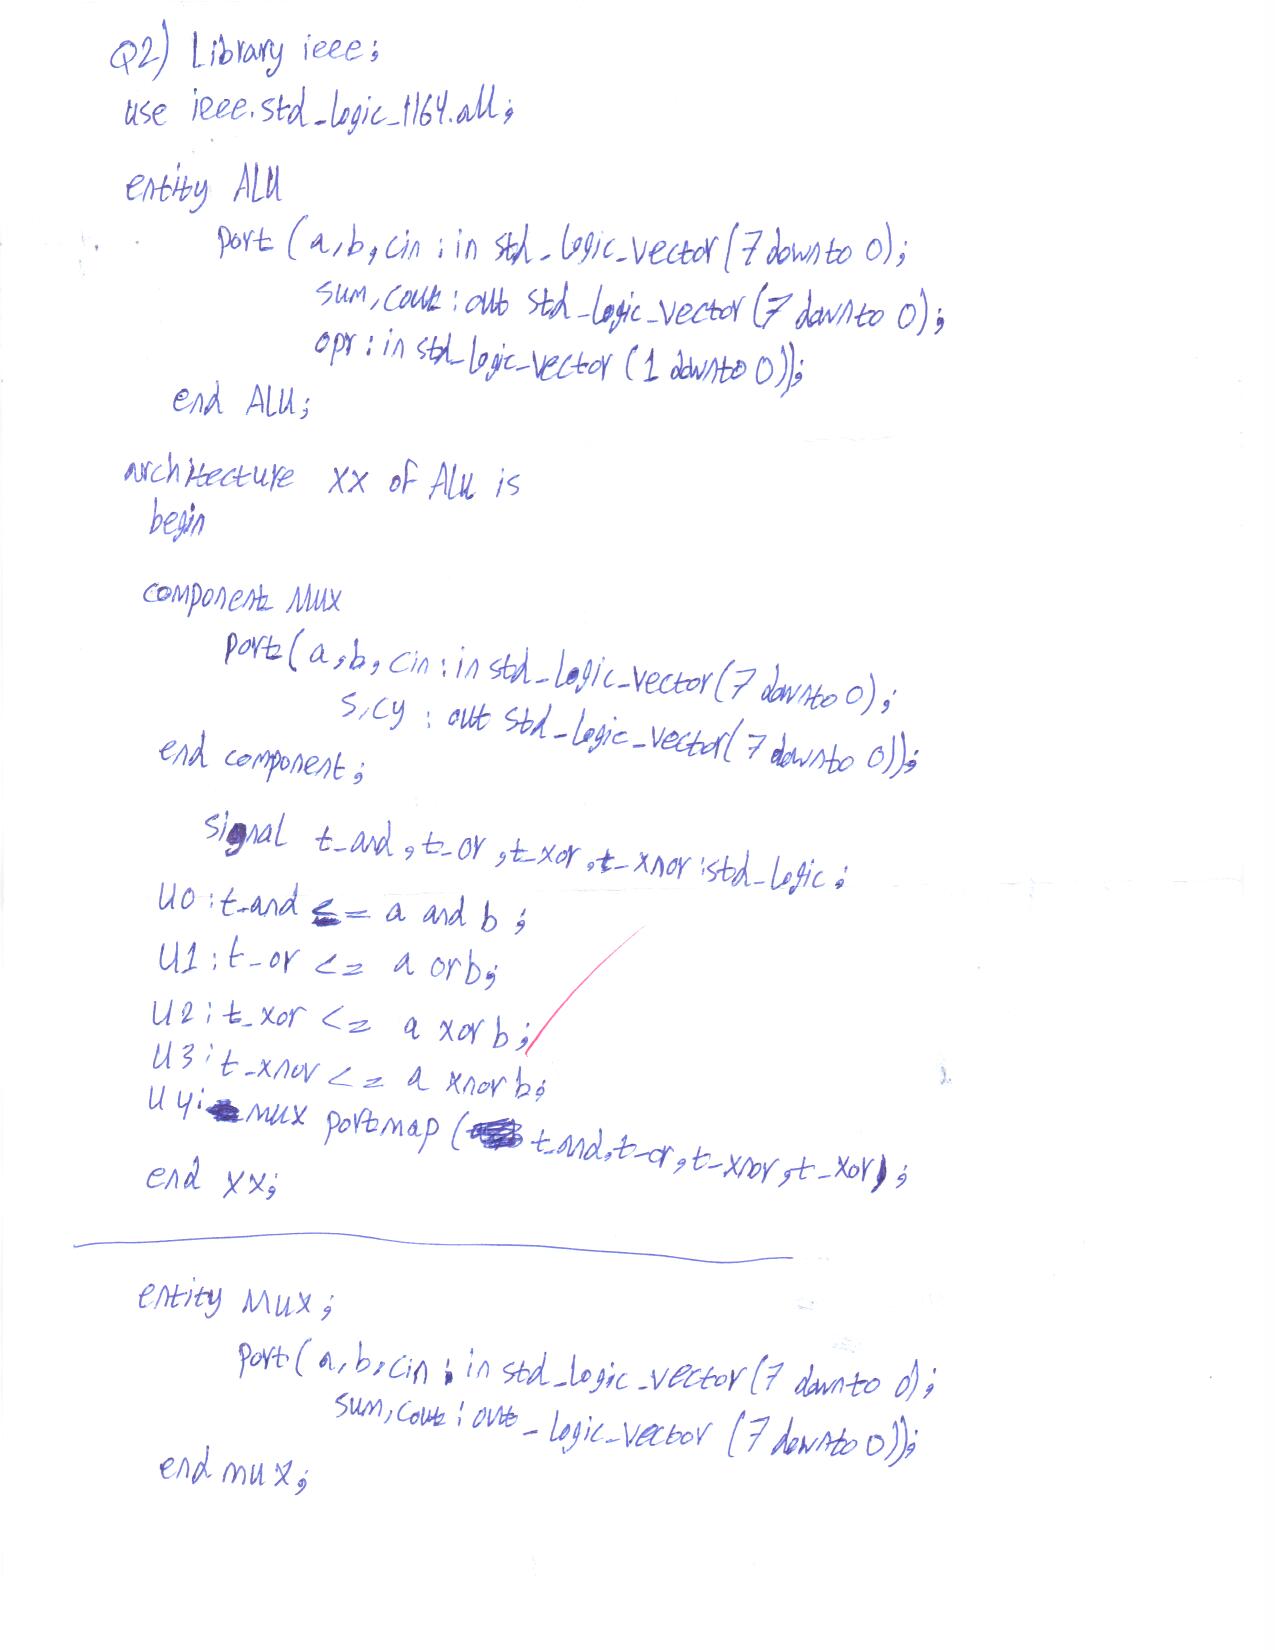 Q2) Library ieee;
use ieee.std_logic_1164.all;
entity ALU
port (a,b,cin : in std_logic_vector(7 downto 0);
sum,cout : out std_logic_vector(7 downto 0);
opr : in std_logic_vector (1 downto 0));
end ALU;
architecture xx of ALU is
begin
component Mux
port(a,b,cin : in std_logic_vector(7 downto 0);
s,cy : out std_logic_vector(7 downto 0));
end component;
signal t_and,t_or,t_xor,t_xnor :std_logic;
U0 : t_and <= a and b;
U1 : t_or <= a or b;
U2 : t_xor <= a xor b;
U3 : t_xnor <= a xnor b;
U4: mux portmap ( t_and,t_or,t_xnor,t_xor);
end xx;
entity Mux;
port(a,b,cin : in std_logic_vector(7 downto 0);
sum,cout : out _logic_vector (7 downto 0));
end mux;